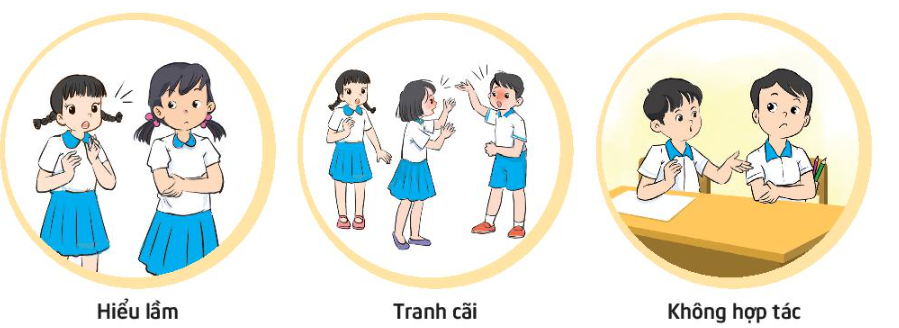 Hiểu lầm
Tranh cãi
Không hợp tác